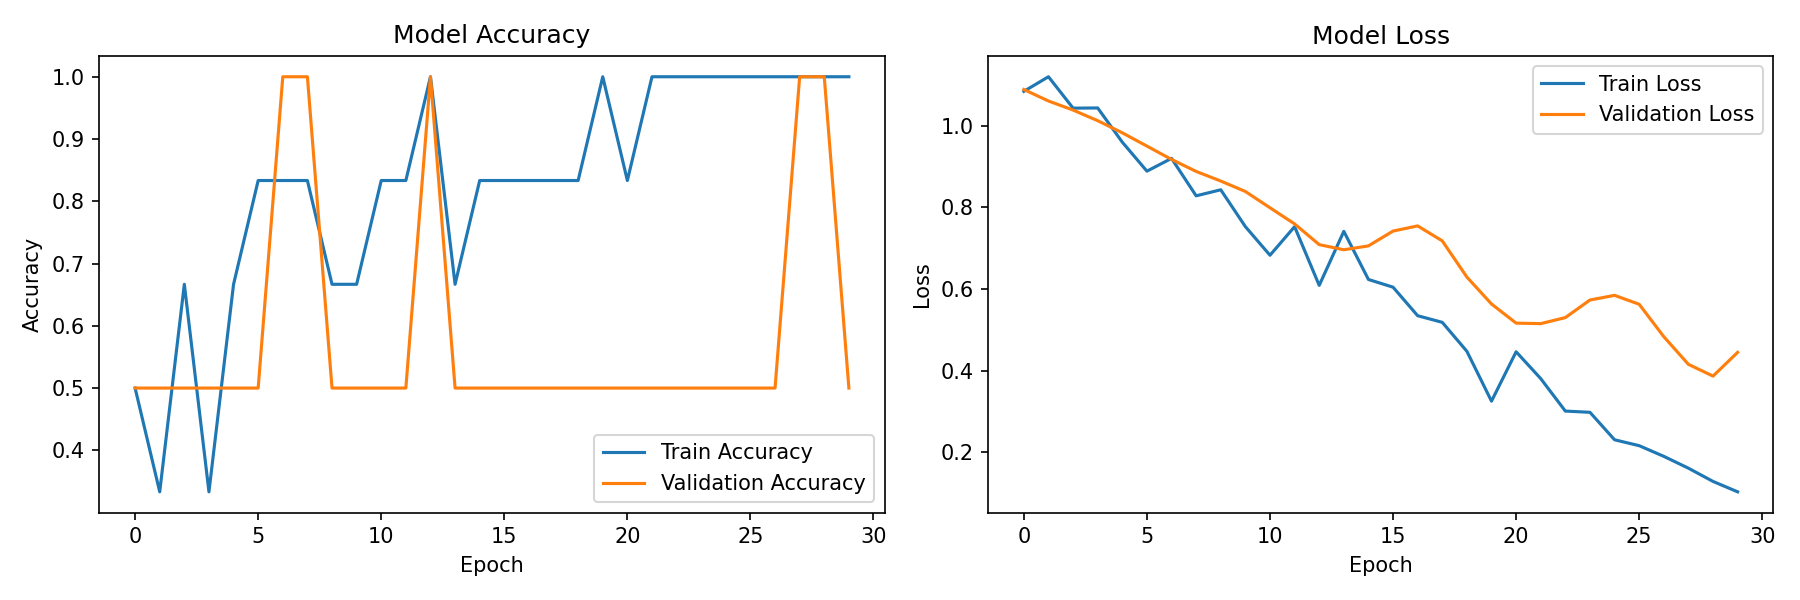 Model Accuracy
1.0
0.9
0.8
0.7
0.6
0.5
0.4
Accuracy
0 5 10 15 20 25 30
Epoch
Train Accuracy
Validation Accuracy
Model Loss
1.0
0.8
0.6
0.4
0.2
Loss
0 5 10 15 20 25 30
Epoch
Train Loss
Validation Loss